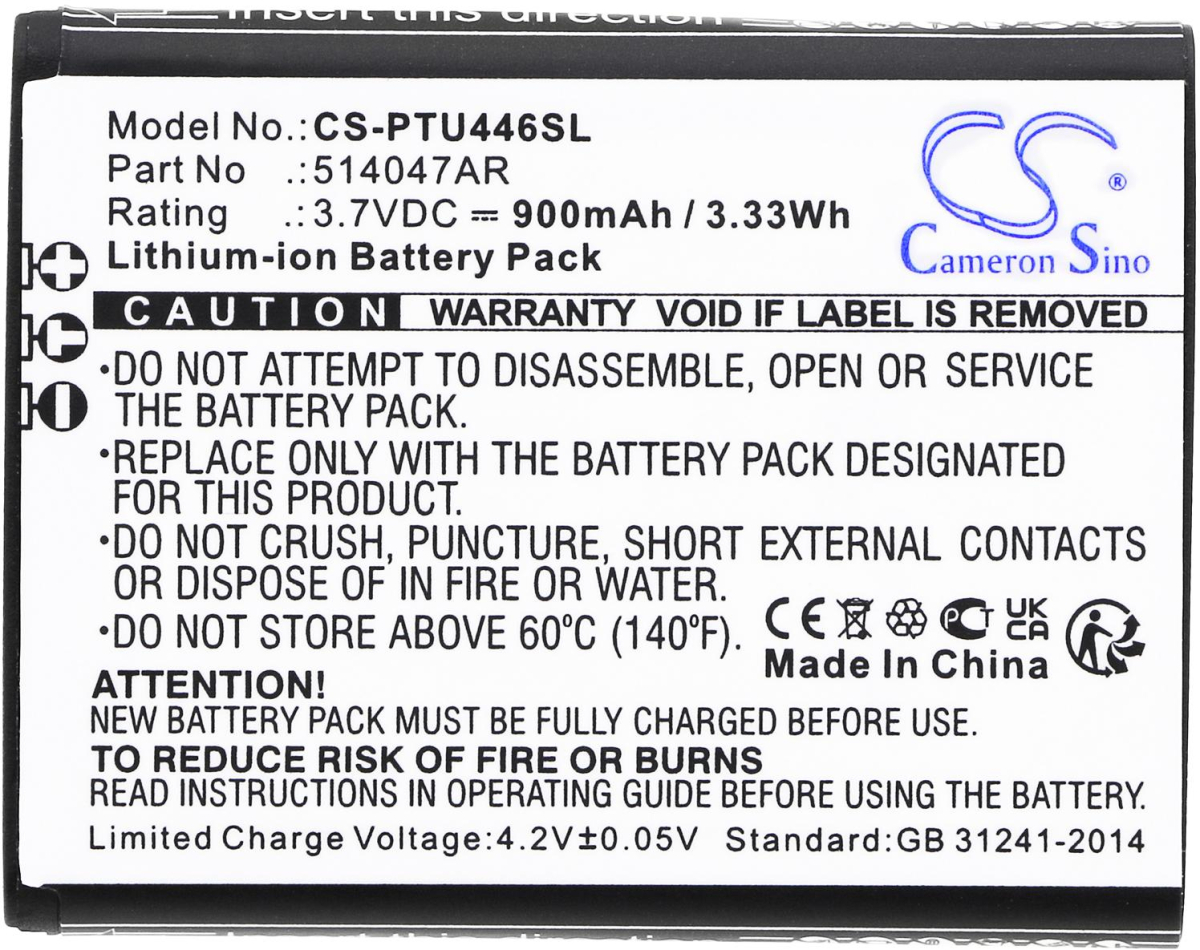 Insert this direction
Model No.:CS-PTU446SL
Part No .:514047AR
Rating .:3.7VDC ⎓ 900mAh / 3.33Wh
Lithium-ion Battery Pack
CS ®
Cameron Sino
CAUTION WARRANTY VOID IF LABEL IS REMOVED
•DO NOT ATTEMPT TO DISASSEMBLE, OPEN OR SERVICE
THE BATTERY PACK.
•REPLACE ONLY WITH THE BATTERY PACK DESIGNATED
FOR THIS PRODUCT.
•DO NOT CRUSH, PUNCTURE, SHORT EXTERNAL CONTACTS
OR DISPOSE OF IN FIRE OR WATER.
•DO NOT STORE ABOVE 60°C (140°F).
CE PCT UK
CA
Made In China
ATTENTION!
NEW BATTERY PACK MUST BE FULLY CHARGED BEFORE USE.
TO REDUCE RISK OF FIRE OR BURNS
READ INSTRUCTIONS IN OPERATING GUIDE BEFORE USING THE BATTERY.
Limited Charge Voltage:4.2V±0.05V Standard:GB 31241-2014